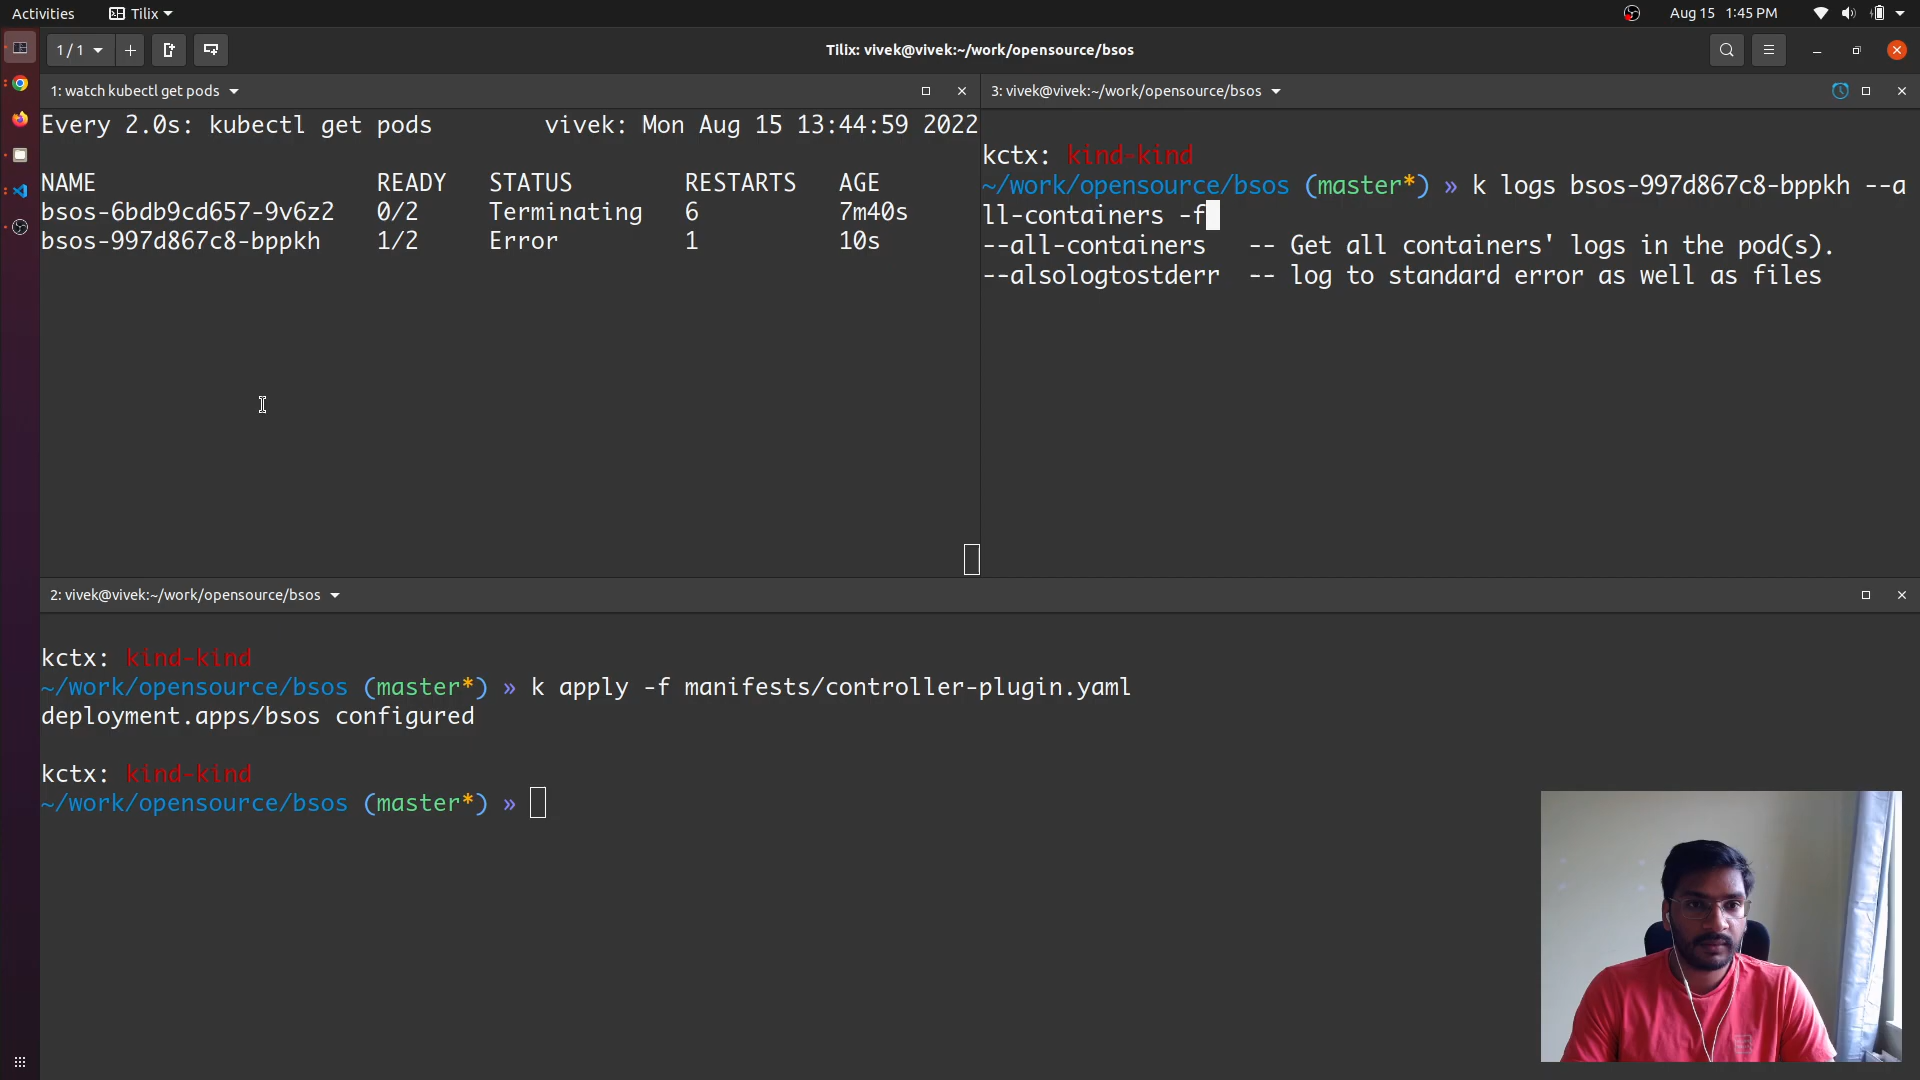 Activities
Tilix
Aug 15 1:45 PM
1 / 1
Tilix: vivek@vivek:~/work/opensource/bsos
1: watch kubectl get pods
Every 2.0s: kubectl get pods vivek: Mon Aug 15 13:44:59 2022
NAME READY STATUS RESTARTS AGE
bsos-6bdb9cd657-9v6z2 0/2 Terminating 6 7m40s
bsos-997d867c8-bppkh 1/2 Error 1 10s
3: vivek@vivek:~/work/opensource/bsos
kctx: kind-kind
~/work/opensource/bsos (master*) » k logs bsos-997d867c8-bppkh --a
ll-containers -f
--all-containers -- Get all containers' logs in the pod(s).
--alsologtostderr -- log to standard error as well as files
2: vivek@vivek:~/work/opensource/bsos
kctx: kind-kind
~/work/opensource/bsos (master*) » k apply -f manifests/controller-plugin.yaml
deployment.apps/bsos configured
kctx: kind-kind
~/work/opensource/bsos (master*) »